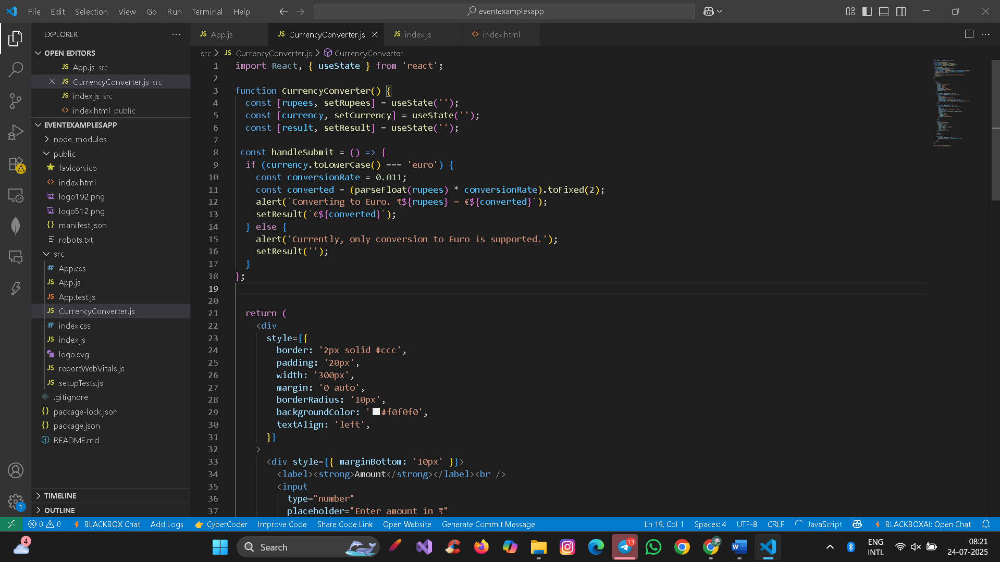 File Edit Selection View Go Run Terminal Help
eventexamplesapp
EXPLORER
OPEN EDITORS
JS App.js src
JS CurrencyConverter.js src
JS index.js src
<> index.html public
EVENTEXAMPLESAPP
node_modules
public
favicon.ico
<> index.html
logo192.png
logo512.png
{} manifest.json
robots.txt
src
# App.css
JS App.js
JS App.test.js
JS CurrencyConverter.js
# index.css
JS index.js
logo.svg
JS reportWebVitals.js
JS setupTests.js
.gitignore
{} package-lock.json
{} package.json
README.md
TIMELINE
OUTLINE
JS App.js JS CurrencyConverter.js JS index.js <> index.html
src > JS CurrencyConverter.js > CurrencyConverter
1 import React, { useState } from 'react';
2
3 function CurrencyConverter() {
4 const [rupees, setRupees] = useState('');
5 const [currency, setCurrency] = useState('');
6 const [result, setResult] = useState('');
7
8 const handleSubmit = () => {
9 if (currency.toLowerCase() === 'euro') {
10 const conversionRate = 0.011;
11 const converted = (parseFloat(rupees) * conversionRate).toFixed(2);
12 alert(`Converting to Euro. ₹${rupees} = €${converted}`);
13 setResult(`€${converted}`);
14 } else {
15 alert('Currently, only conversion to Euro is supported.');
16 setResult('');
17 }
18 };
19
20
21 return (
22 <div
23 style={{
24 border: '2px solid #ccc',
25 padding: '20px',
26 width: '300px',
27 margin: '0 auto',
28 borderRadius: '10px',
29 backgroundColor: '#f0f0f0',
30 textAlign: 'left',
31 }}
32 >
33 <div style={{ marginBottom: '10px' }}>
34 <label><strong>Amount</strong></label><br />
35 <input
36 type="number"
37 placeholder="Enter amount in ₹"
1
0 0 BLACKBOX Chat Add Logs CyberCoder Improve Code Share Code Link Open Website Generate Commit Message Ln 19, Col 1 Spaces: 4 UTF-8 CRLF JavaScript BLACKBOXAI: Open Chat
4 Search 13 ENG INTL 08:21
24-07-2025